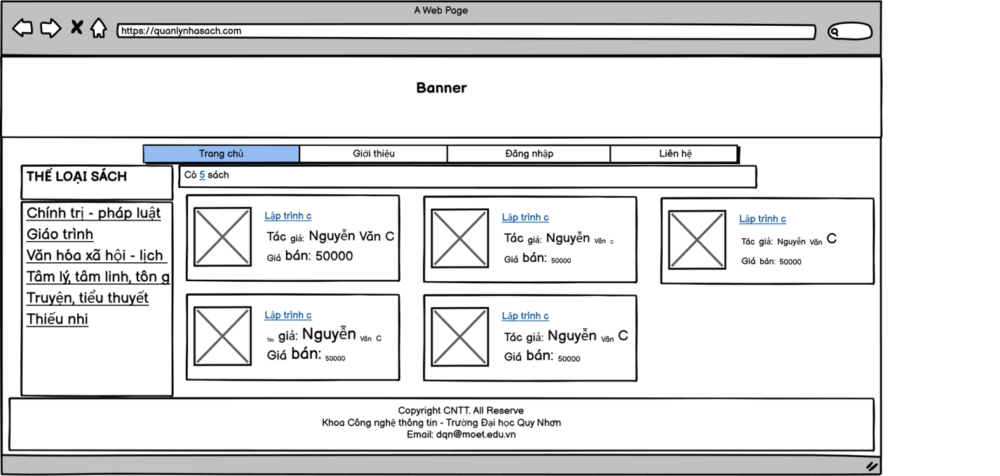 A Web Page
https://quanlynhasach.com
Banner
Trang chủ
Giới thiệu
Đăng nhập
Liên hệ
THỂ LOẠI SÁCH
Có 5 sách
Chính trị - pháp luật
Giáo trình
Văn hóa xã hội - lịch
Tâm lý, tâm linh, tôn g
Truyện, tiểu thuyết
Thiếu nhi
Lập trình c
Tác giả: Nguyễn Văn C
Giá bán: 50000
Lập trình c
Tác giả: Nguyễn Văn c
Giá bán: 50000
Lập trình c
Tác giả: Nguyễn Văn C
Giá bán: 50000
Lập trình c
Tác giả: Nguyễn Văn C
Giá bán: 50000
Lập trình c
Tác giả: Nguyễn Văn C
Giá bán: 50000
Copyright CNTT. All Reserve
Khoa Công nghệ thông tin - Trường Đại học Quy Nhơn
Email: dqn@moet.edu.vn